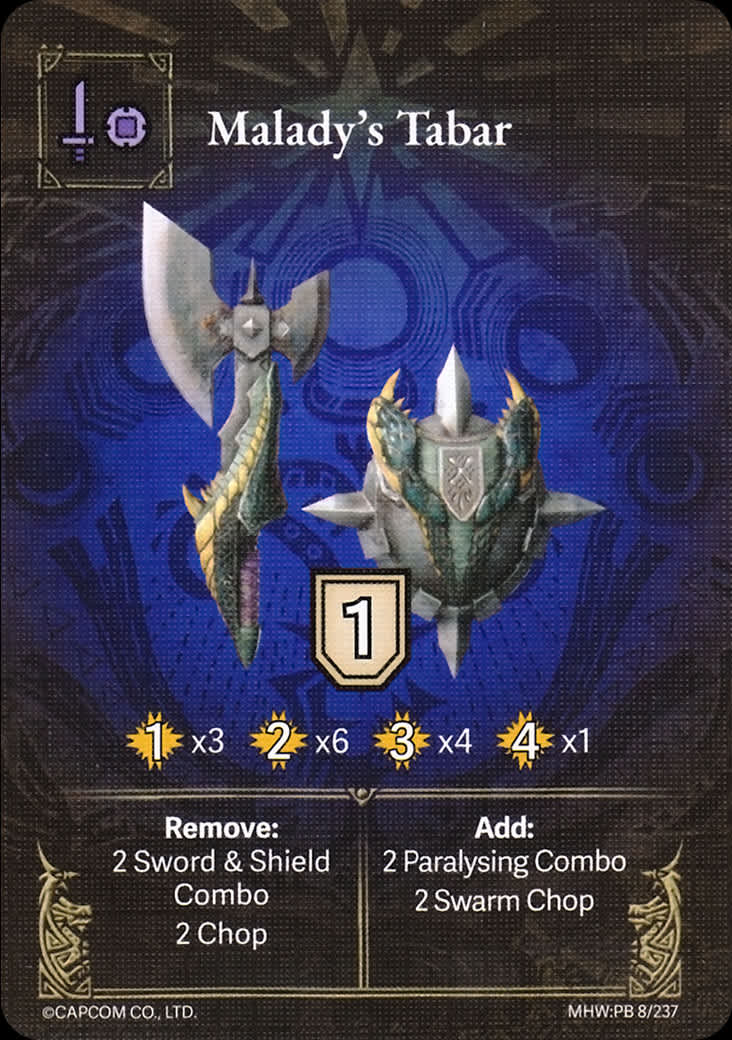 Malady's Tabar
1
1 x3 2 x6 3 x4 4 x1
Remove:
2 Sword & Shield
Combo
2 Chop
Add:
2 Paralysing Combo
2 Swarm Chop
©CAPCOM CO., LTD.
MHW:PB 8/237